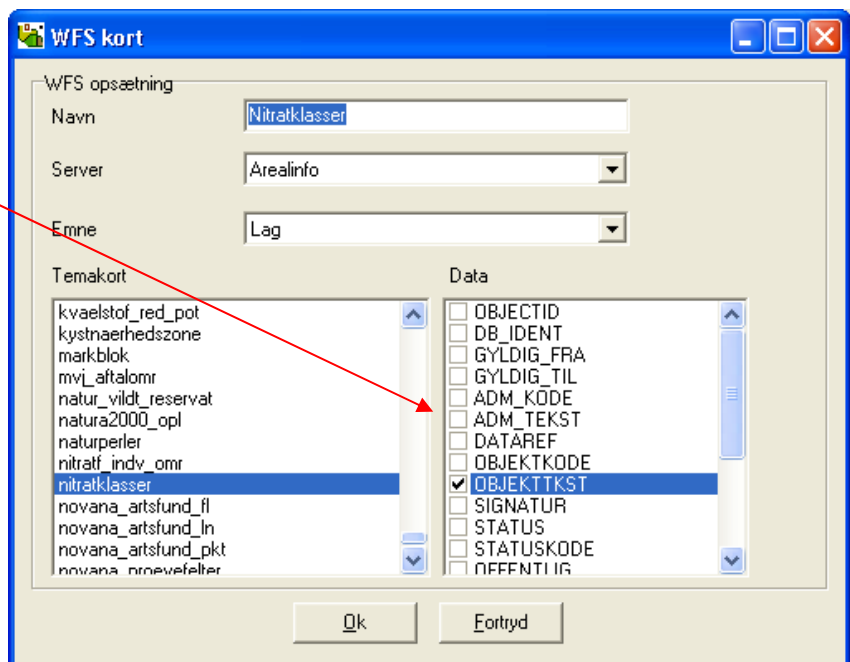 WFS kort
WFS opsætning
Navn
Nitratklasser
Server
Arealinfo
Emne
Lag
Temakort
kvaelstof_red_pot
kystnaerhedszone
markblok
mvj_aftalomr
natur_vildt_reservat
natura2000_opl
naturperler
nitratf_indv_omr
nitratklasser
novana_artsfund_fl
novana_artsfund_ln
novana_artsfund_pkt
novana_proevefelter
Data
OBJECTID
DB_IDENT
GYLDIG_FRA
GYLDIG_TIL
ADM_KODE
ADM_TEKST
DATAREF
OBJEKTKODE
OBJEKTTKST
SIGNATUR
STATUS
STATUSKODE
OFFENTLIG
Ok
Fortryd